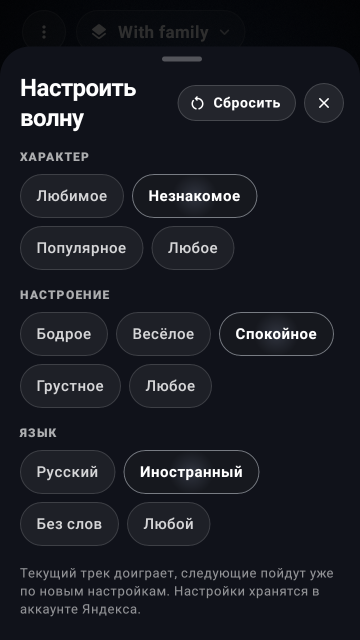 With family
Настроить
волну
Сбросить
ХАРАКТЕР
Любимое
Незнакомое
Популярное
Любое
НАСТРОЕНИЕ
Бодрое
Весёлое
Спокойное
Грустное
Любое
ЯЗЫК
Русский
Иностранный
Без слов
Любой
Текущий трек доиграет, следующие пойдут уже
по новым настройкам. Настройки хранятся в
аккаунте Яндекса.